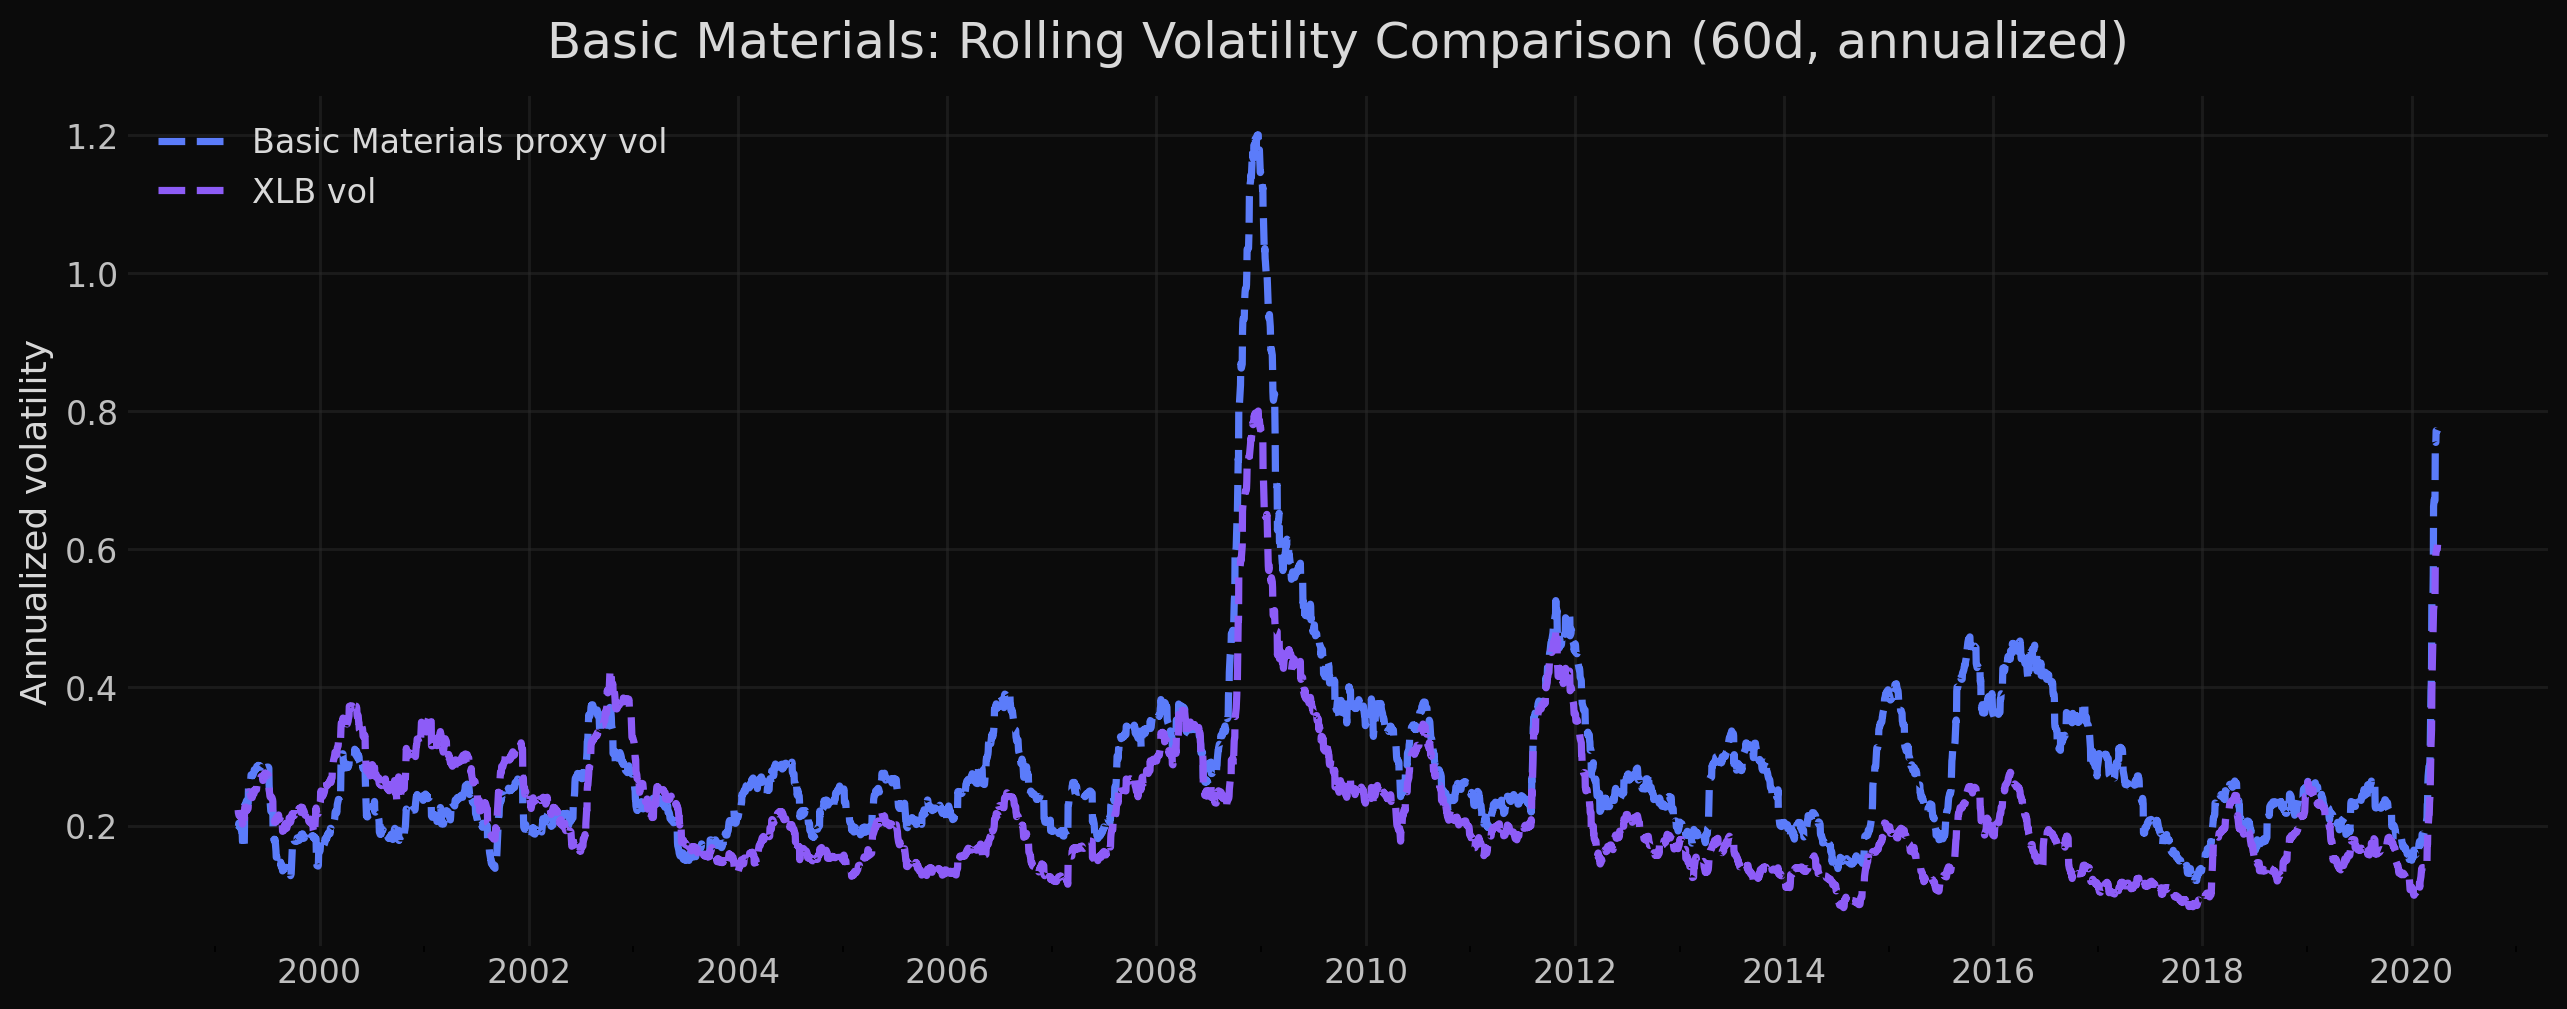 Basic Materials: Rolling Volatility Comparison (60d, annualized)
Basic Materials proxy vol
XLB vol
Annualized volatility
1.2
1.0
0.8
0.6
0.4
0.2
2000 2002 2004 2006 2008 2010 2012 2014 2016 2018 2020